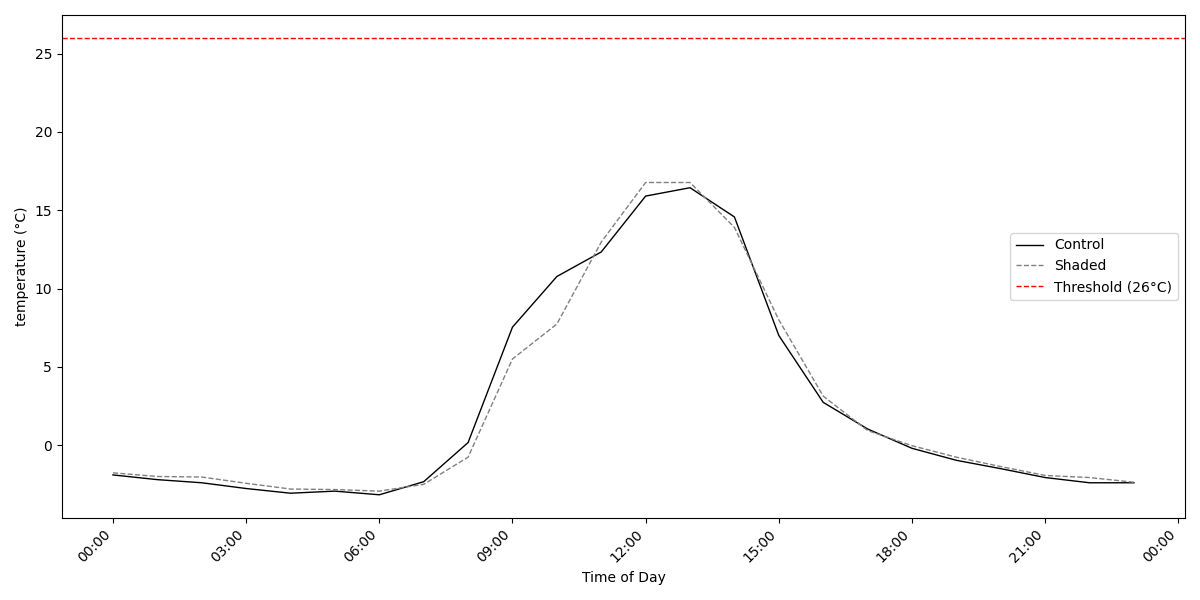 25
20
15
10
5
0
temperature (°C)
Control
Shaded
Threshold (26°C)
00:00 03:00 06:00 09:00 12:00 15:00 18:00 21:00 00:00
Time of Day